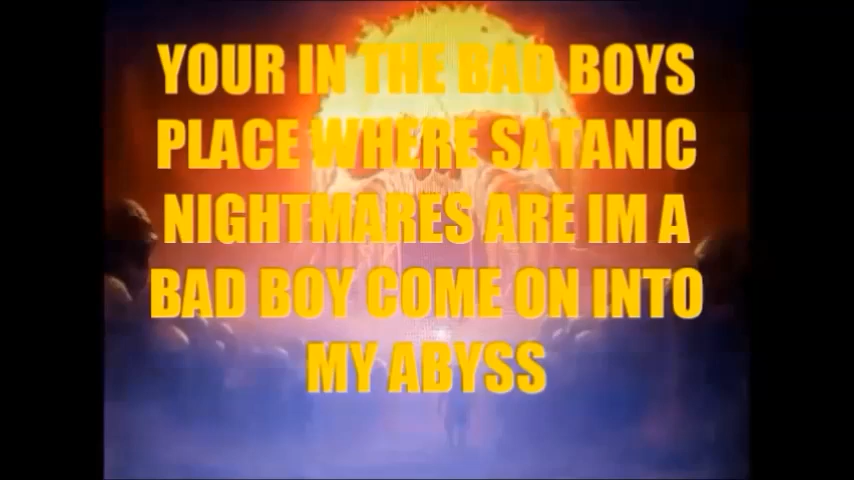 YOUR IN THE BAD BOYS
PLACE WHERE SATANIC
NIGHTMARES ARE IM A
BAD BOY COME ON INTO
MY ABYSS